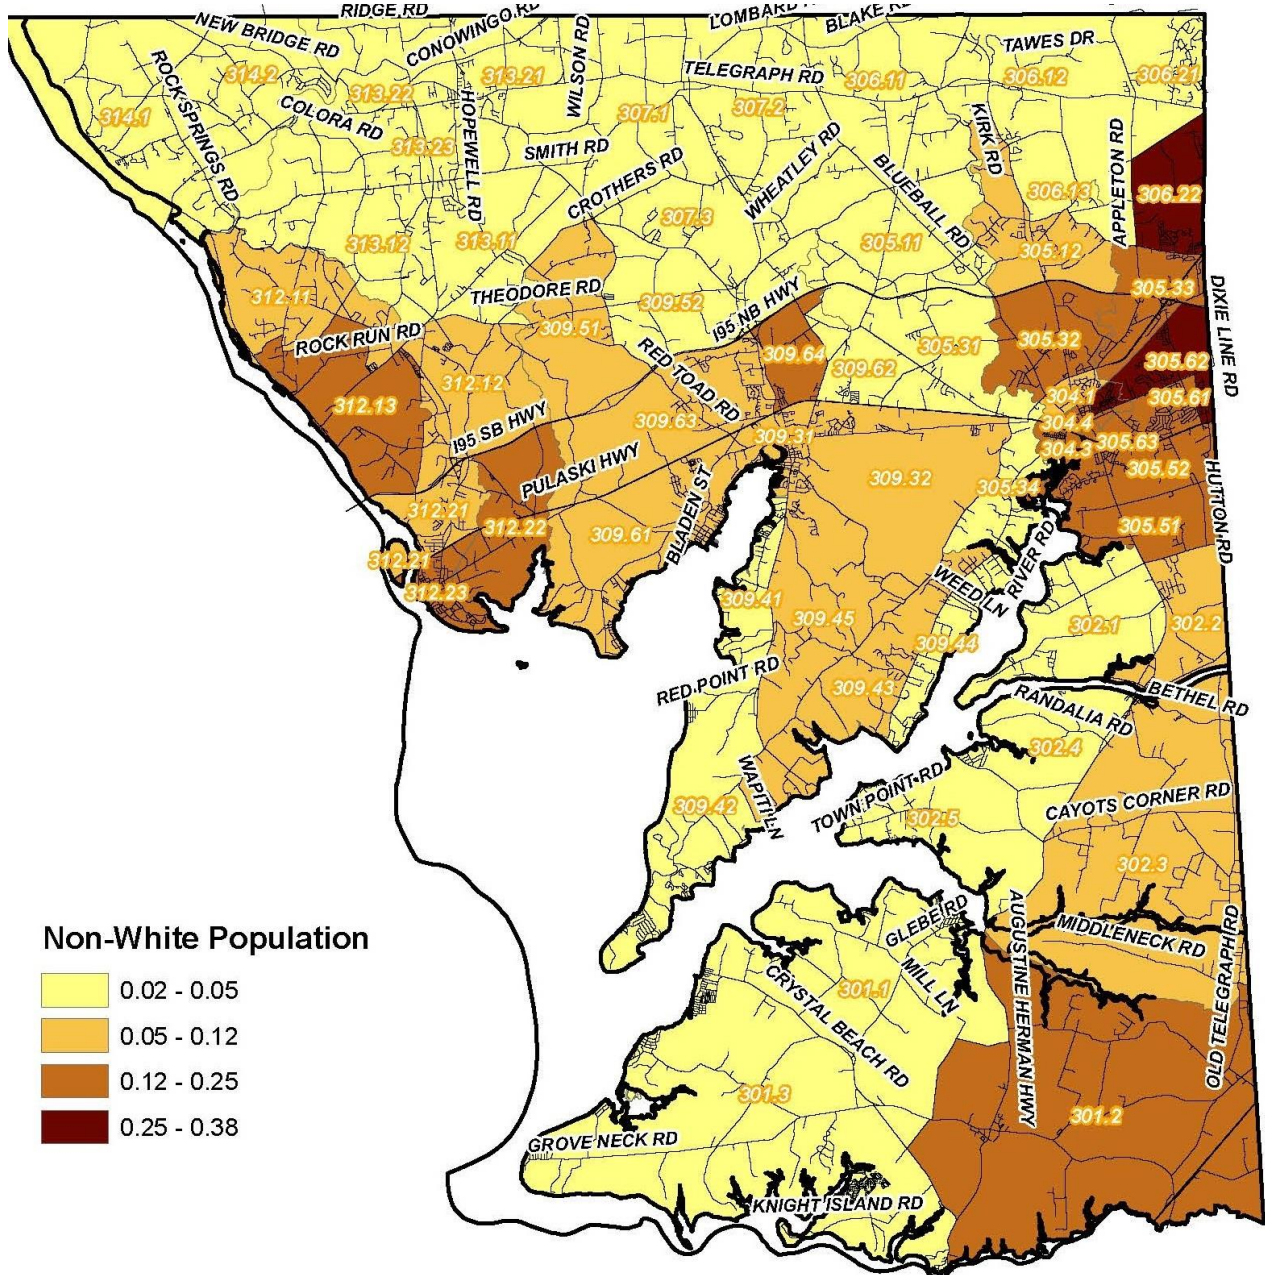 RIDGE RD
NEW BRIDGE RD
CONOWINGO RD
WILSON RD
LOMBARD
BLAKE RD
TAWES DR
ROCK SPRINGS RD
314.2
313.22
313.21
TELEGRAPH RD
306.11
306.12
306.21
314.1
COLORA RD
HOPEWELL RD
307.1
307.2
KIRK RD
APPLETON RD
313.23
SMITH RD
CROTHERS RD
WHEATLEY RD
BLUEBALL RD
306.13
306.22
313.12
313.11
307.3
305.11
305.12
312.11
THEODORE RD
309.52
I95 NB HWY
305.33
DIXIE LINE RD
ROCK RUN RD
309.51
RED TOAD RD
309.64
309.62
305.31
305.32
305.62
312.12
304.1
305.61
312.13
I95 SB HWY
309.63
309.31
304.4
304.3
305.63
PULASKI HWY
BLADEN ST
309.32
305.34
305.52
HUTTON RD
312.21
312.22
309.61
RIVER RD
305.51
312.21
312.23
309.41
309.45
WEED LN
309.44
302.1
302.2
RED POINT RD
309.43
RANDALIA RD
BETHEL RD
302.4
WAPITI LN
309.42
TOWN POINT RD
302.5
CAYOTS CORNER RD
302.3
GLEBE RD
AUGUSTINE HERMAN HWY
MIDDLENECK RD
OLD TELEGRAPH RD
CRYSTAL BEACH RD
301.1
MILL LN
301.3
301.2
GROVE NECK RD
KNIGHT ISLAND RD
Non-White Population
0.02 - 0.05
0.05 - 0.12
0.12 - 0.25
0.25 - 0.38